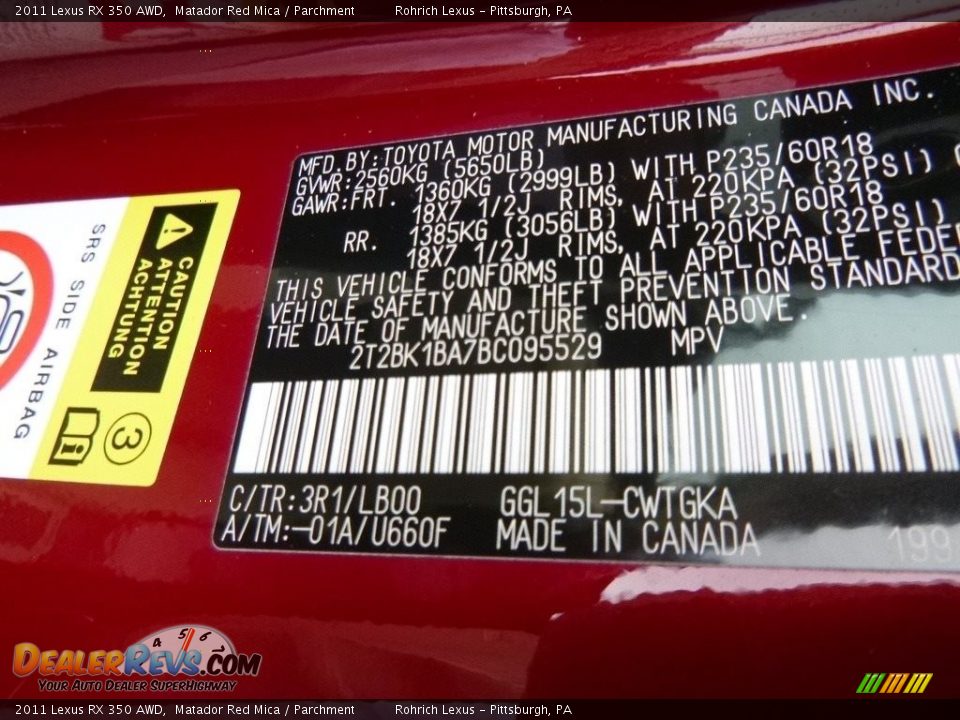 2011 Lexus RX 350 AWD, Matador Red Mica / Parchment Rohrich Lexus - Pittsburgh, PA
MFD.BY:TOYOTA MOTOR MANUFACTURING CANADA INC.
GVWR:2560KG (5650LB)
GAWR:FRT. 1360KG (2999LB) WITH P235/60R18
18X7 1/2J RIMS, AT 220KPA (32PSI)
RR. 1385KG (3056LB) WITH P235/60R18
18X7 1/2J RIMS, AT 220KPA (32PSI)
THIS VEHICLE CONFORMS TO ALL APPLICABLE
VEHICLE SAFETY AND THEFT PREVENTION STANDARD
THE DATE OF MANUFACTURE SHOWN ABOVE.
2T2BK1BA7BC095529 MPV
C/TR:3R1/LB00 GGL15L-CWTGKA
A/TM:-01A/U660F MADE IN CANADA
199
SRS SIDE AIRBAG
CAUTION
ATTENTION
ACHTUNG
3
4 5 6
DEALERREVS.COM
YOUR AUTO DEALER SUPERHIGHWAY
2011 Lexus RX 350 AWD, Matador Red Mica / Parchment Rohrich Lexus - Pittsburgh, PA